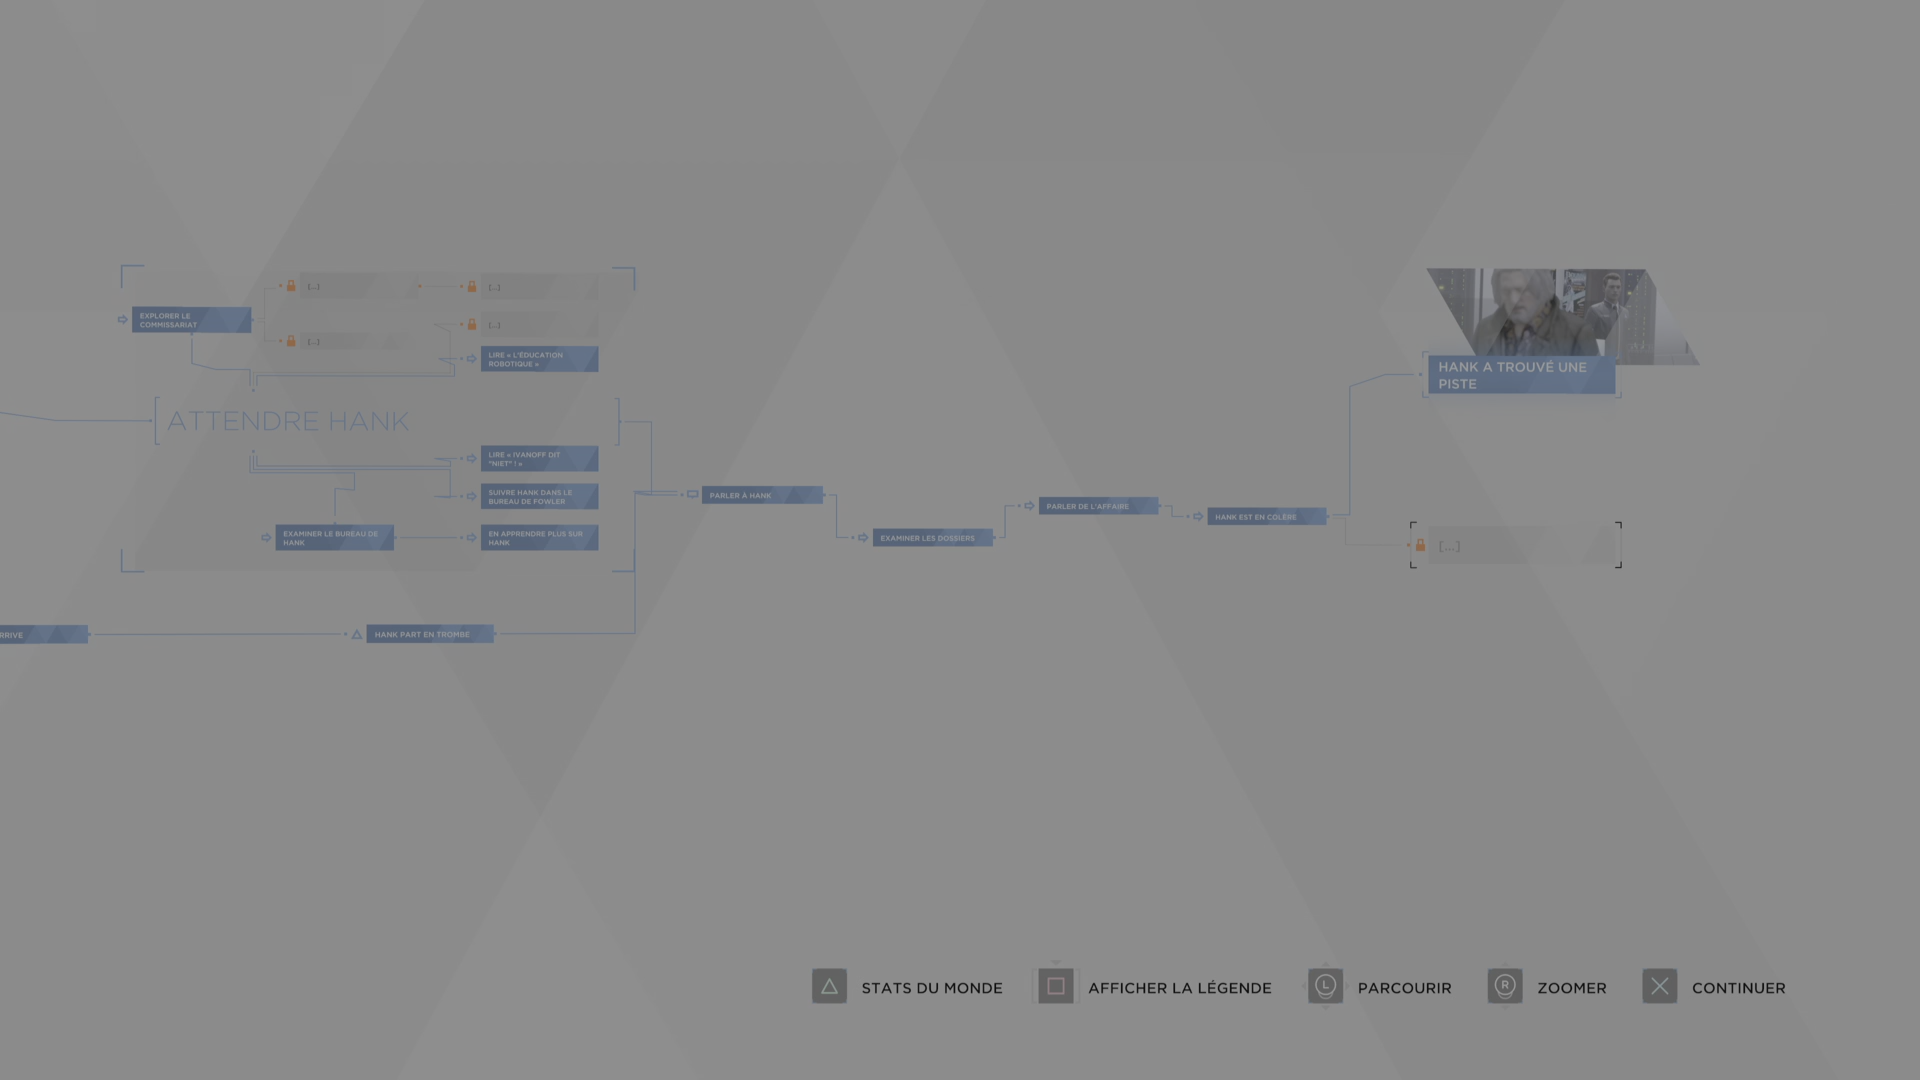 EXPLORER LE
COMMISSARIAT
[...]
[...]
[...]
[...]
LIRE « L'ÉDUCATION
ROBOTIQUE »
ATTENDRE HANK
LIRE « IVANOFF DIT
"NIET" ! »
SUIVRE HANK DANS LE
BUREAU DE FOWLER
EXAMINER LE BUREAU DE
HANK
EN APPRENDRE PLUS SUR
HANK
RRIVE
HANK PART EN TROMBE
PARLER À HANK
EXAMINER LES DOSSIERS
PARLER DE L'AFFAIRE
HANK EST EN COLÈRE
HANK A TROUVÉ UNE
PISTE
[...]
STATS DU MONDE
AFFICHER LA LÉGENDE
L
PARCOURIR
R
ZOOMER
CONTINUER